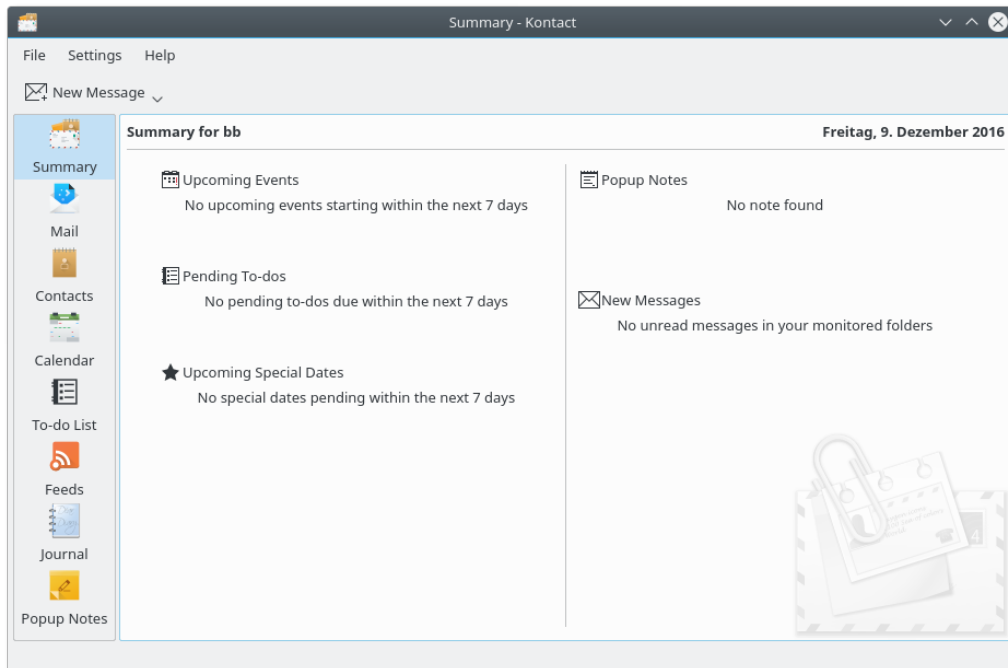 Summary - Kontact
File Settings Help
New Message
Summary
Mail
Contacts
Calendar
To-do List
Feeds
Journal
Popup Notes
Summary for bb
Freitag, 9. Dezember 2016
Upcoming Events
No upcoming events starting within the next 7 days
Pending To-dos
No pending to-dos due within the next 7 days
Upcoming Special Dates
No special dates pending within the next 7 days
Popup Notes
No note found
New Messages
No unread messages in your monitored folders
4